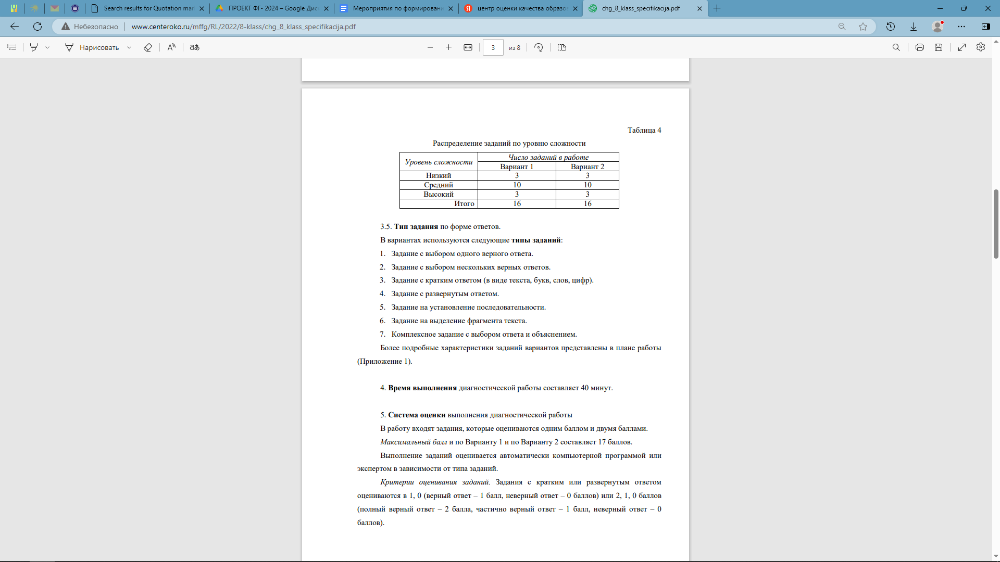 Search results for Quotation mar
ПРОЕКТ ФГ- 2024 – Google Дис
Мероприятия по формировани
центр оценки качества образов
chg_8_klass_specifikacija.pdf
Небезопасно
www.centeroko.ru/mffg/RL/2022/8-klass/chg_8_klass_specifikacija.pdf
Нарисовать
3 из 8
Таблица 4
Распределение заданий по уровню сложности
Уровень сложности Число заданий в работе
Вариант 1 Вариант 2
Низкий 3 3
Средний 10 10
Высокий 3 3
Итого 16 16
3.5. Тип задания по форме ответов.
В вариантах используются следующие типы заданий:
1. Задание с выбором одного верного ответа.
2. Задание с выбором нескольких верных ответов.
3. Задание с кратким ответом (в виде текста, букв, слов, цифр).
4. Задание с развернутым ответом.
5. Задание на установление последовательности.
6. Задание на выделение фрагмента текста.
7. Комплексное задание с выбором ответа и объяснением.
Более подробные характеристики заданий вариантов представлены в плане работы
(Приложение 1).
4. Время выполнения диагностической работы составляет 40 минут.
5. Система оценки выполнения диагностической работы
В работу входят задания, которые оцениваются одним баллом и двумя баллами.
Максимальный балл и по Варианту 1 и по Варианту 2 составляет 17 баллов.
Выполнение заданий оценивается автоматически компьютерной программой или
экспертом в зависимости от типа заданий.
Критерии оценивания заданий. Задания с кратким или развернутым ответом
оцениваются в 1, 0 (верный ответ – 1 балл, неверный ответ – 0 баллов) или 2, 1, 0 баллов
(полный верный ответ – 2 балла, частично верный ответ – 1 балл, неверный ответ – 0
баллов).